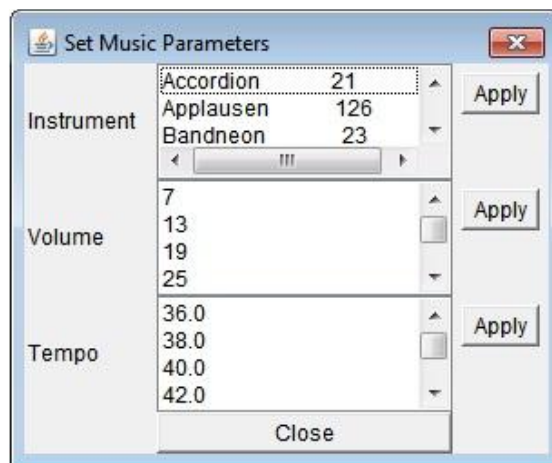 Set Music Parameters
Instrument
Accordion 21
Applausen 126
Bandneon 23
Apply
Volume
7
13
19
25
Apply
Tempo
36.0
38.0
40.0
42.0
Apply
Close